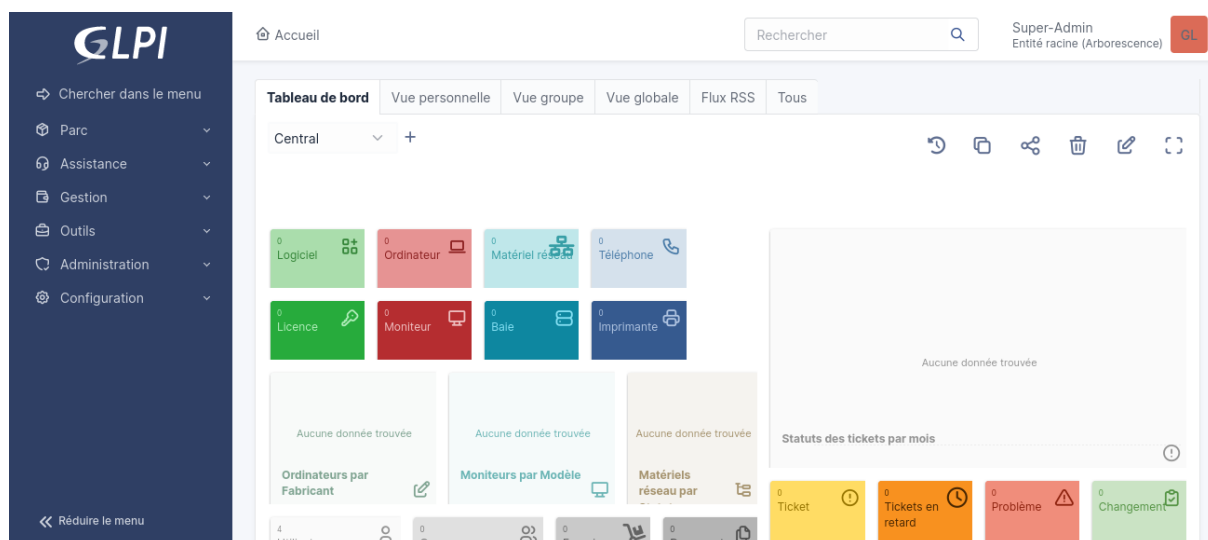 GLPI
Accueil
Rechercher
Super-Admin
Entité racine (Arborescence)
GL
Chercher dans le menu
Parc
Assistance
Gestion
Outils
Administration
Configuration
Réduire le menu
Tableau de bord
Vue personnelle
Vue groupe
Vue globale
Flux RSS
Tous
Central
0
Logiciel
0
Ordinateur
0
Matériel réseau
0
Téléphone
0
Licence
0
Moniteur
0
Baie
0
Imprimante
Aucune donnée trouvée
Ordinateurs par
Fabricant
Aucune donnée trouvée
Moniteurs par Modèle
Aucune donnée trouvée
Matériels
réseau par
Aucune donnée trouvée
Statuts des tickets par mois
0
Ticket
0
Tickets en
retard
0
Problème
0
Changement
4
0
0
0